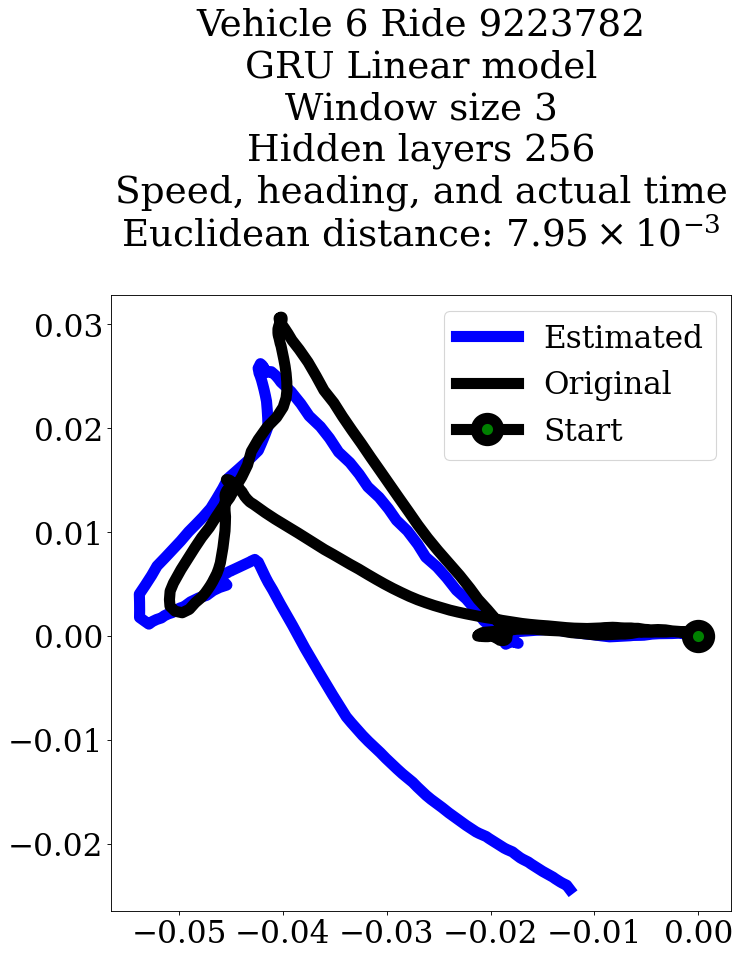 Vehicle 6 Ride 9223782
GRU Linear model
Window size 3
Hidden layers 256
Speed, heading, and actual time
Euclidean distance: 7.95 × 10⁻³
Estimated
Original
Start
0.03
0.02
0.01
0.00
−0.01
−0.02
−0.05 −0.04 −0.03 −0.02 −0.01 0.00